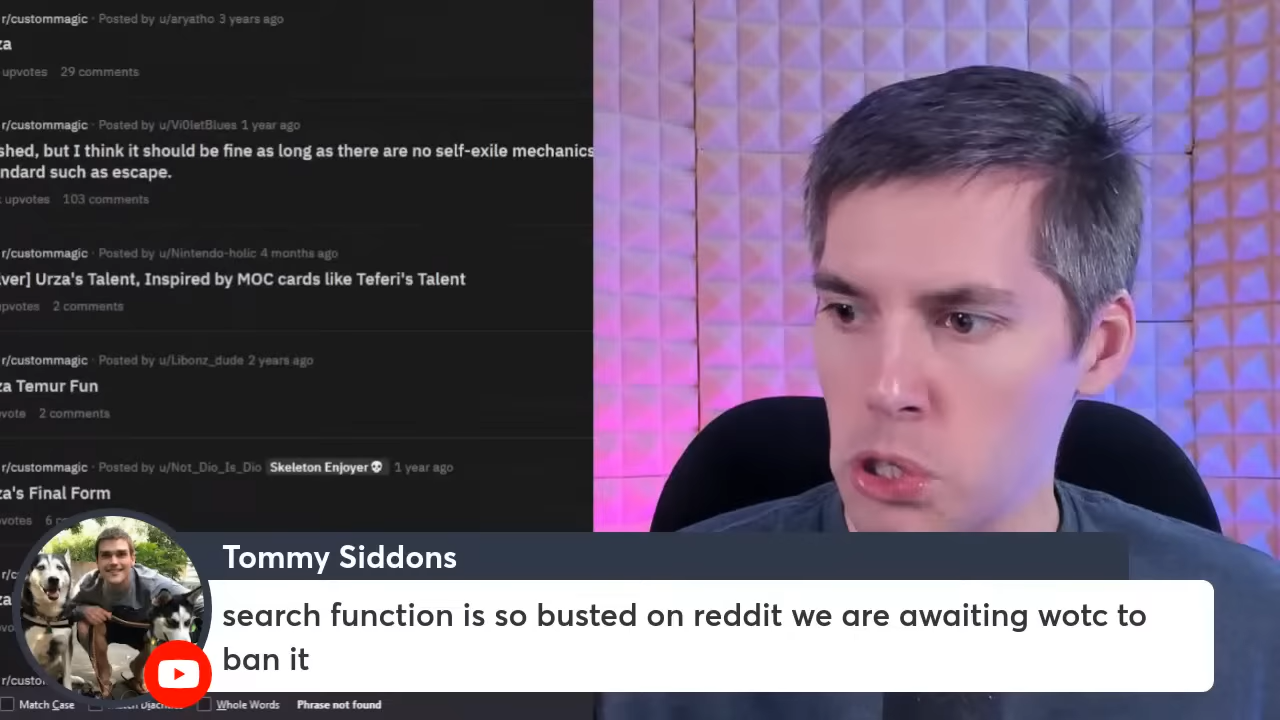 r/custommagic · Posted by u/aryatho 3 years ago
za
upvotes 29 comments
r/custommagic · Posted by u/Vi0letBlues 1 year ago
shed, but I think it should be fine as long as there are no self-exile mechanics
ndard such as escape.
upvotes 103 comments
r/custommagic · Posted by u/Nintendo-holic 4 months ago
ver] Urza's Talent, Inspired by MOC cards like Teferi's Talent
upvotes 2 comments
r/custommagic · Posted by u/Libonz_dude 2 years ago
za Temur Fun
vote 2 comments
r/custommagic · Posted by u/Not_Dio_Is_Dio Skeleton Enjoyer💀 1 year ago
za's Final Form
votes 6 co
r/c
za
vo
Tommy Siddons
search function is so busted on reddit we are awaiting wotc to
ban it
r/custo
Match Case Whole Words Phrase not found